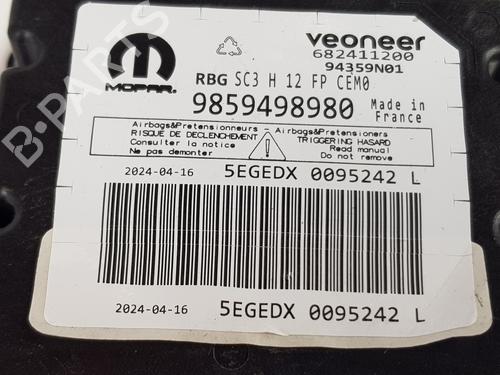 veoneer
682411200
94359N01
MOPAR.
RBG SC3 H 12 FP CEM0
9859498980
Made in
France
Airbags&Pretensionneurs - Airbags&Pretensioners
RISQUE DE DECLENCHEMENT
Consulter la notice
Ne pas demonter
TRIGGERING HASARD
Read manual
Do not remove
2024-04-16 5EGEDX 0095242 L
2024-04-16 5EGEDX 0095242 L